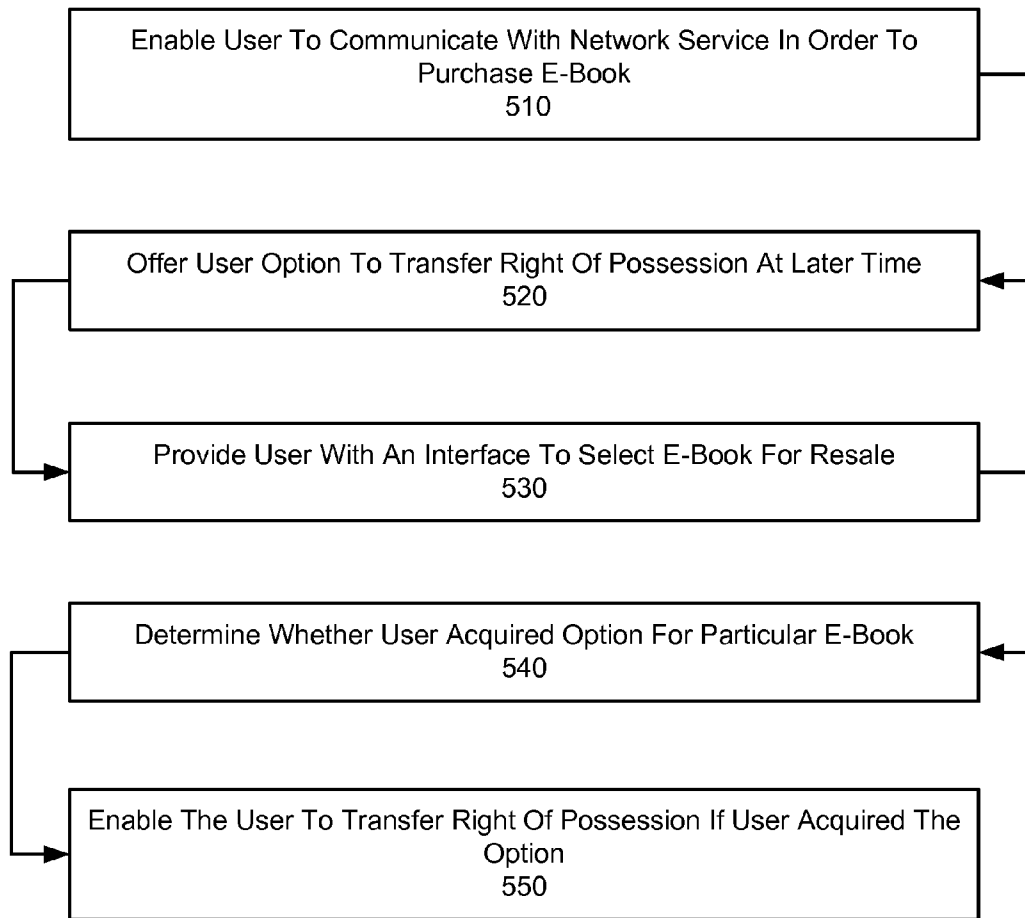 Enable User To Communicate With Network Service In Order To
Purchase E-Book
510
Offer User Option To Transfer Right Of Possession At Later Time
520
Provide User With An Interface To Select E-Book For Resale
530
Determine Whether User Acquired Option For Particular E-Book
540
Enable The User To Transfer Right Of Possession If User Acquired The
Option
550